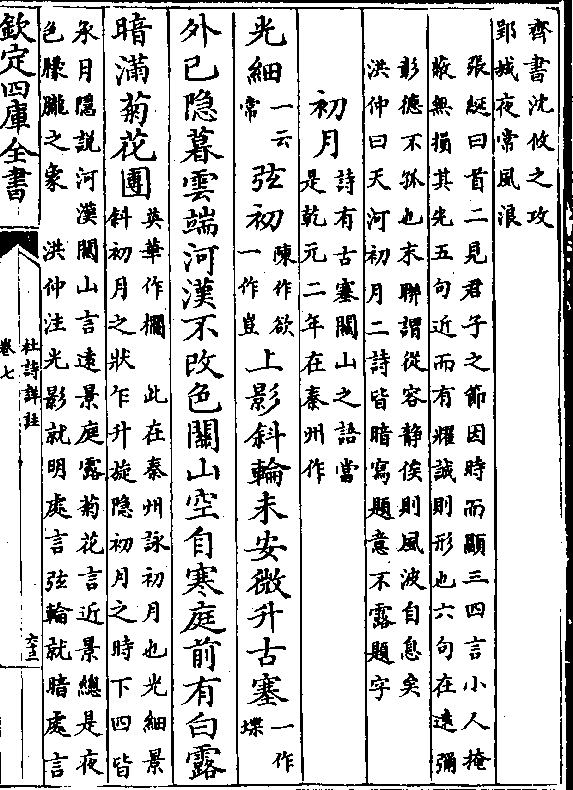 齊書沈攸之攻
郢城夜常風浪
張綖曰首二見君子之節因時而顯三四言小人掩
敝無損其先五句近而有耀誠則形也六句在遠彌
彰德不孤也末聯謂從容静俟則風波自息矣
洪仲曰天河初月二詩皆暗寫題意不露題字
初月
詩有古塞關山之語當
是乾元二年在秦州作
光細
一云
常
弦初
陳作欲
一作豈
上影斜輪未安微升古塞
一作
堞
外已隐暮雲端河漢不改色關山空自寒庭前有白露
暗滿菊花團
英華作欄 此在秦州詠初月也光細景
斜初月之狀乍升旋隐初月之時下四皆
承月隱説河漢關山言遠景庭露菊花言近景總是夜
色朦朧之象 洪仲注光影就明處言弦輪就暗處言
欽定四庫全書
杜詩詳註
卷七
六十三